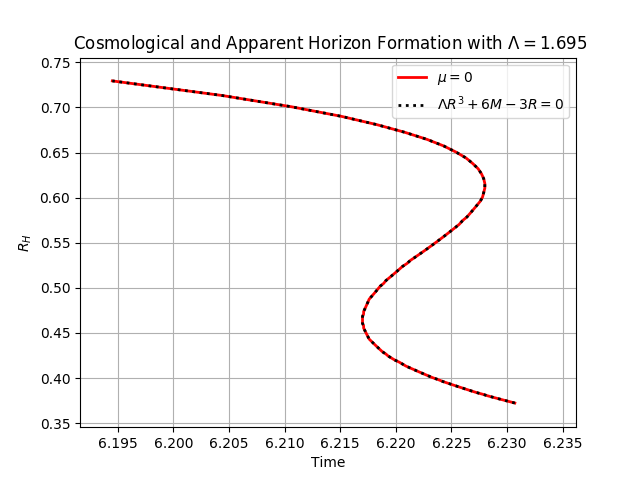 Cosmological and Apparent Horizon Formation with Λ = 1.695
μ = 0
ΛR³ + 6M − 3R = 0
0.75
0.70
0.65
0.60
0.55
0.50
0.45
0.40
0.35
R_H
6.195 6.200 6.205 6.210 6.215 6.220 6.225 6.230 6.235
Time